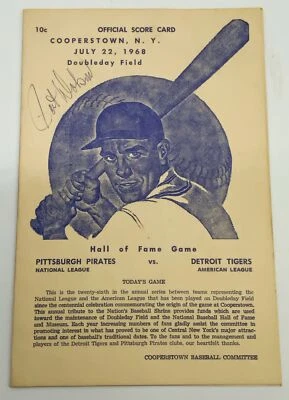 10c OFFICIAL SCORE CARD
COOPERSTOWN, N. Y.
JULY 22, 1968
Doubleday Field
Hall of Fame Game
PITTSBURGH PIRATES vs. DETROIT TIGERS
NATIONAL LEAGUE AMERICAN LEAGUE
TODAY'S GAME
This is the twenty-sixth in the annual series between teams representing the
National League and the American League that has been played on Doubleday Field
since the centennial celebration commemorating the origin of the game at Cooperstown.
This annual tribute to the Nation's Baseball Shrine provides funds which are used
toward the maintenance of Doubleday Field and the National Baseball Hall of Fame
and Museum. Each year increasing numbers of fans gladly assist the committee in
promoting interest in what has proved to be one of Central New York's major attrac-
tions and one of baseball's traditional dates. To the fans and to the management and
players of the Detroit Tigers and Pittsburgh Pirates clubs, our heartfelt thanks.
COOPERSTOWN BASEBALL COMMITTEE